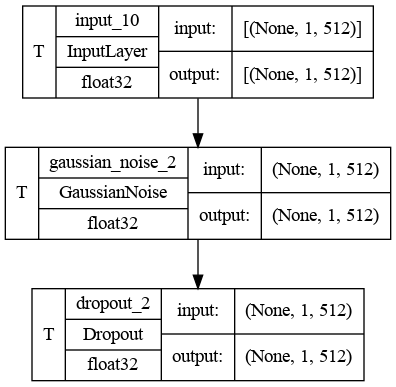 T
input_10
InputLayer
float32
input:
[(None, 1, 512)]
output:
[(None, 1, 512)]
T
gaussian_noise_2
GaussianNoise
float32
input:
(None, 1, 512)
output:
(None, 1, 512)
T
dropout_2
Dropout
float32
input:
(None, 1, 512)
output:
(None, 1, 512)